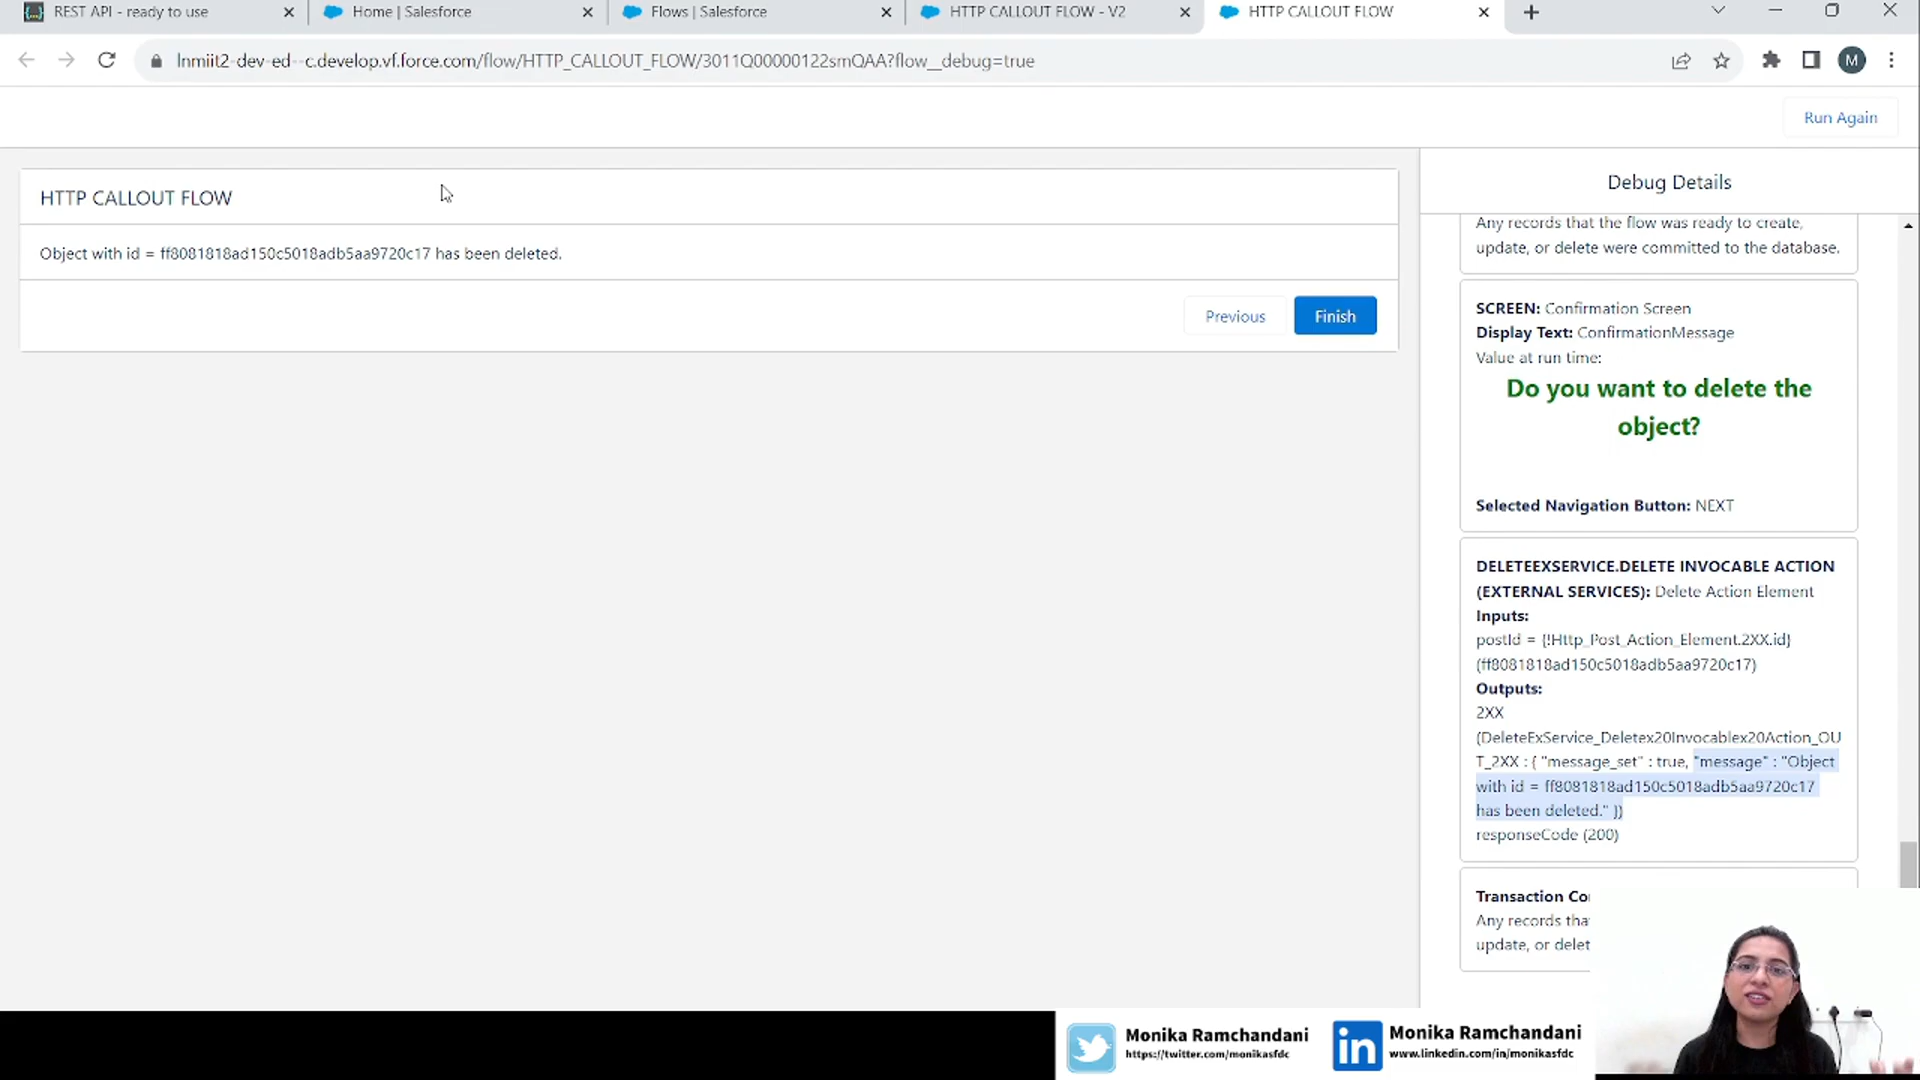 REST API - ready to use
Home | Salesforce
Flows | Salesforce
HTTP CALLOUT FLOW - V2
HTTP CALLOUT FLOW
lnmiit2-dev-ed--c.develop.vf.force.com/flow/HTTP_CALLOUT_FLOW/3011Q00000122smQAA?flow__debug=true
M
Run Again
HTTP CALLOUT FLOW
Object with id = ff8081818ad150c5018adb5aa9720c17 has been deleted.
Previous
Finish
Debug Details
Any records that the flow was ready to create,
update, or delete were committed to the database.
SCREEN: Confirmation Screen
Display Text: ConfirmationMessage
Value at run time:
Do you want to delete the
object?
Selected Navigation Button: NEXT
DELETEEXSERVICE.DELETE INVOCABLE ACTION
(EXTERNAL SERVICES): Delete Action Element
Inputs:
postId = {!Http_Post_Action_Element.2XX.id}
(ff8081818ad150c5018adb5aa9720c17)
Outputs:
2XX
(DeleteExService_Deletex20Invocablex20Action_OU
T_2XX : { "message_set" : true, "message" : "Object
with id = ff8081818ad150c5018adb5aa9720c17
has been deleted." })
responseCode (200)
Transaction Co
Any records tha
update, or delet
Monika Ramchandani
https://twitter.com/monikasfdc
in
Monika Ramchandani
www.linkedin.com/in/monikasfdc